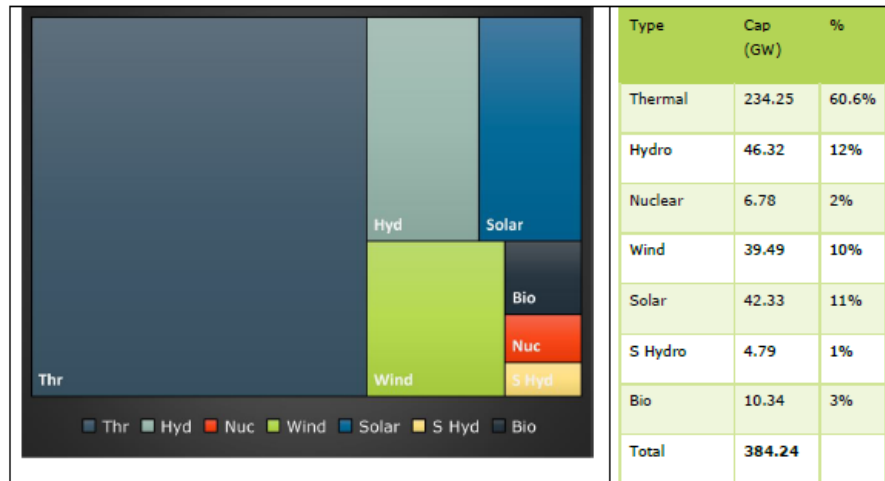 Hyd
Solar
Bio
Nuc
Thr
Wind
S Hyd
Thr Hyd Nuc Wind Solar S Hyd Bio
Type Cap (GW) %
Thermal 234.25 60.6%
Hydro 46.32 12%
Nuclear 6.78 2%
Wind 39.49 10%
Solar 42.33 11%
S Hydro 4.79 1%
Bio 10.34 3%
Total 384.24